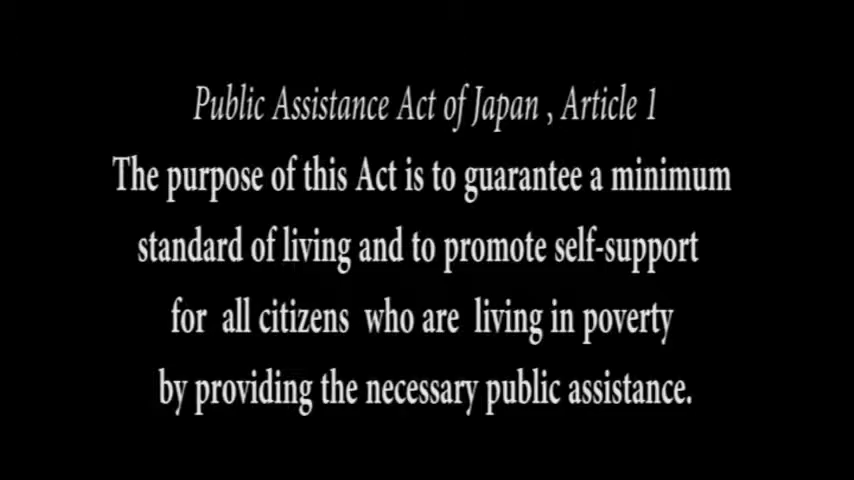 Public Assistance Act of Japan , Article 1
The purpose of this Act is to guarantee a minimum
standard of living and to promote self-support
for all citizens who are living in poverty
by providing the necessary public assistance.